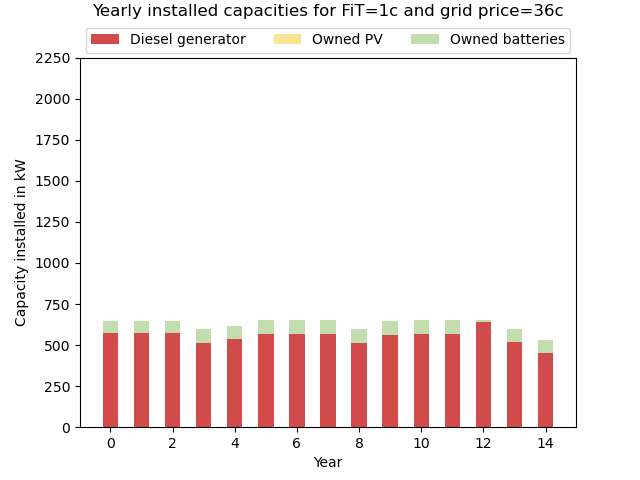 Yearly installed capacities for FiT=1c and grid price=36c
Diesel generator Owned PV Owned batteries
2250
2000
1750
1500
1250
1000
750
500
250
0
Capacity installed in kW
0 2 4 6 8 10 12 14
Year